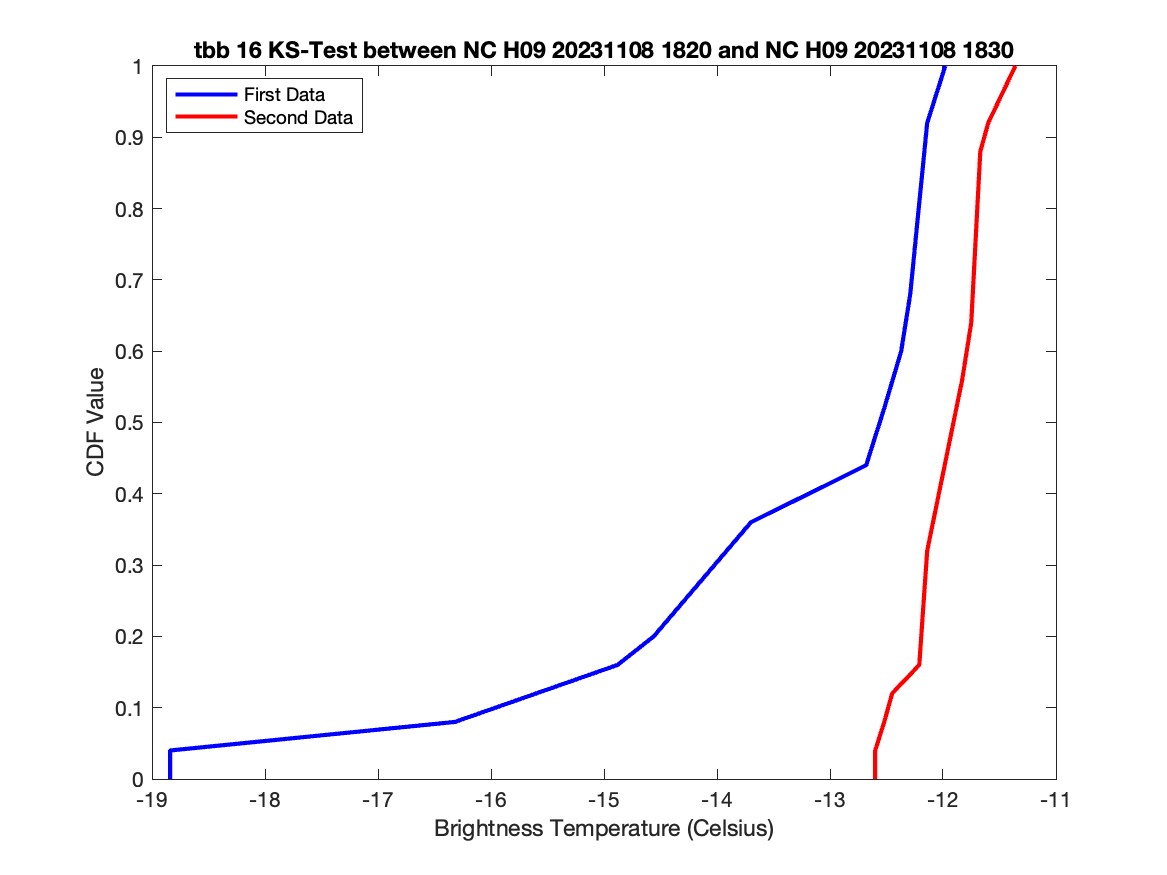 tbb 16 KS-Test between NC H09 20231108 1820 and NC H09 20231108 1830
First Data
Second Data
1
0.9
0.8
0.7
0.6
0.5
0.4
0.3
0.2
0.1
0
CDF Value
-19 -18 -17 -16 -15 -14 -13 -12 -11
Brightness Temperature (Celsius)